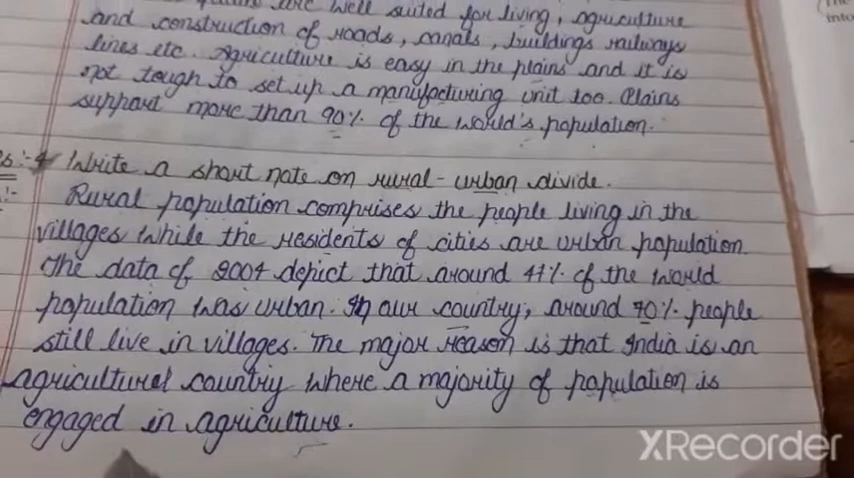 are well suited for living, agriculture
and construction of roads, canals, buildings railways
lines etc. Agriculture is easy in the plains and it is
not tough to set up a manufacturing unit too. Plains
support more than 90% of the world's population.
s:-4 Write a short note on rural-urban divide.
:- Rural population comprises the people living in the
villages while the residents of cities are urban population.
The data of 2004 depict that around 47% of the world
population was urban. In our country, around 70% people
still live in villages. The major reason is that India is an
agricultural country where a majority of population is
engaged in agriculture.
The
into
XRecorder